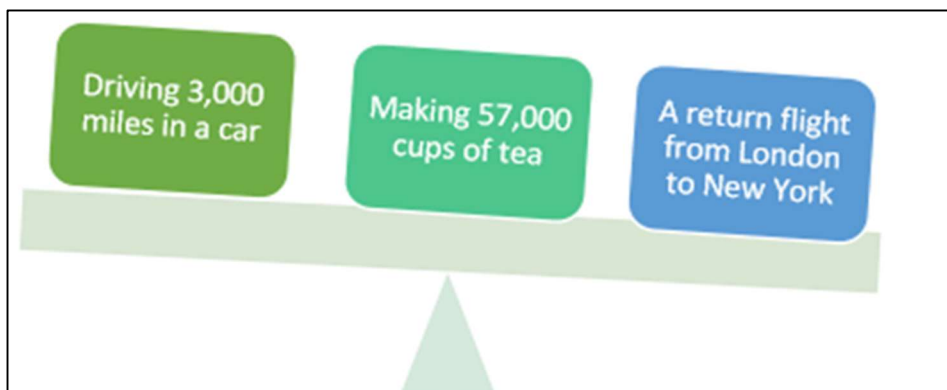 Driving 3,000
miles in a car
Making 57,000
cups of tea
A return flight
from London
to New York